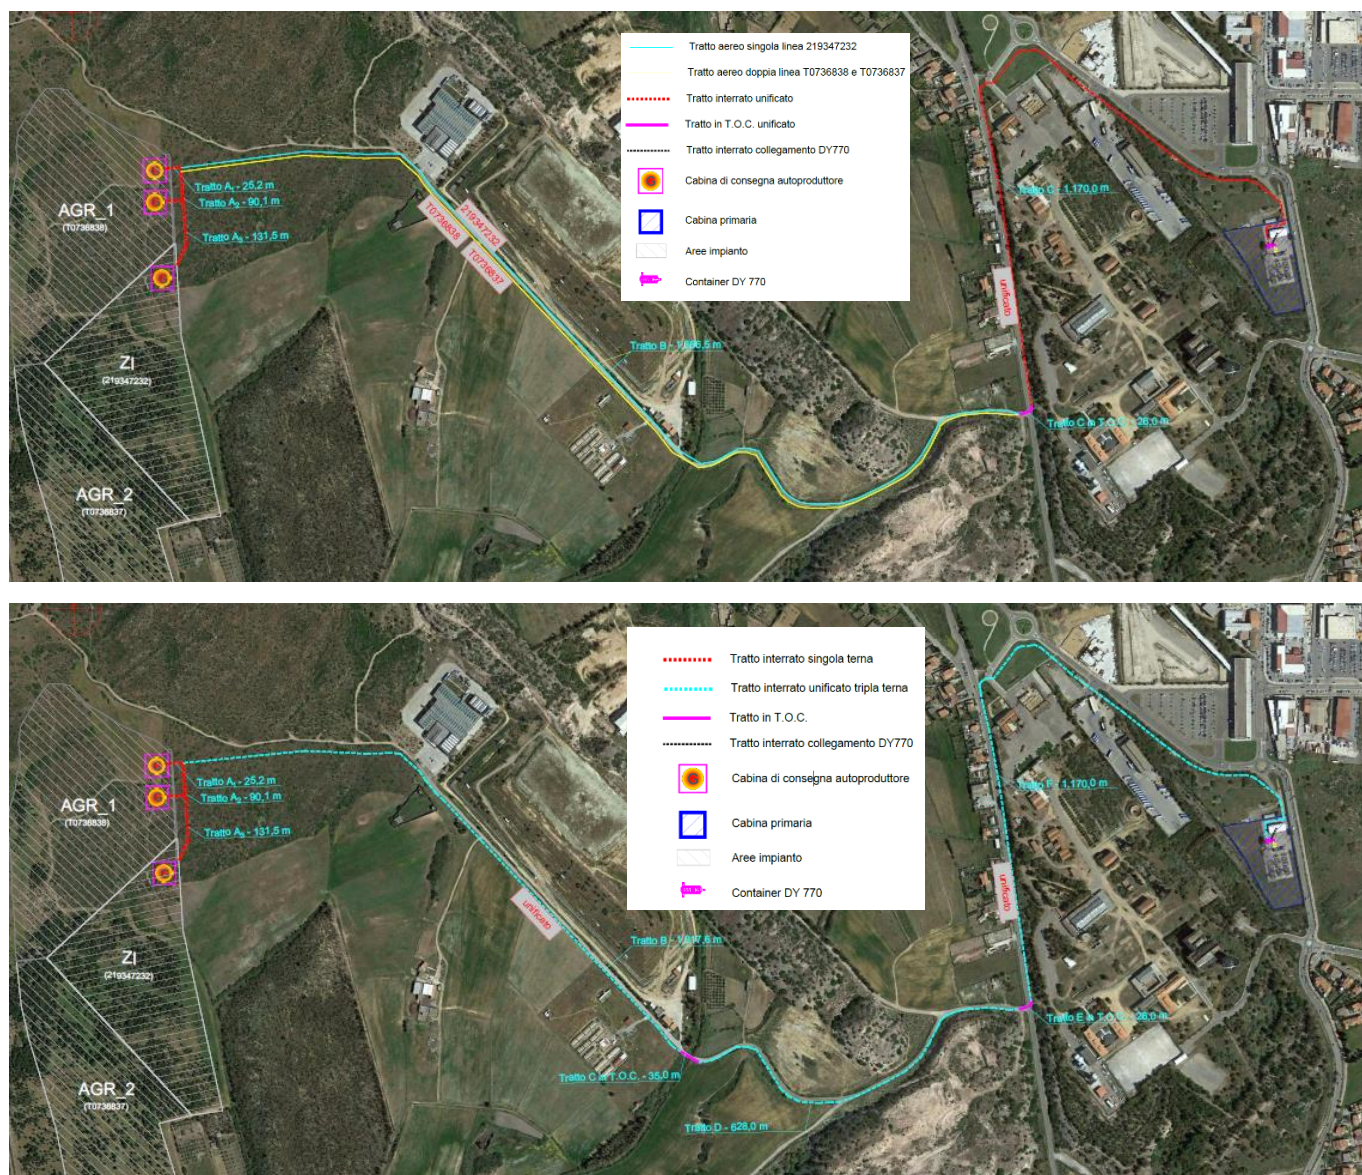 Tratto aereo singola linea 219347232
Tratto aereo doppia linea T0736838 e T0736837
Tratto interrato unificato
Tratto in T.O.C. unificato
Tratto interrato collegamento DY770
Cabina di consegna autoproduttore
Cabina primaria
Aree impianto
Container DY 770
Tratto A₁ - 25,2 m
Tratto A₂ - 90,1 m
Tratto A₃ - 131,5 m
AGR_1
(T0736838)
ZI
(219347232)
AGR_2
(T0736837)
T0736838
219347232
T0736837
Tratto B -
Tratto C - 1.170,0 m
unificato
Tratto C in T.O.C. - 26,0 m
Tratto interrato singola terna
Tratto interrato unificato tripla terna
Tratto in T.O.C.
Tratto interrato collegamento DY770
Cabina di consegna autoproduttore
Cabina primaria
Aree impianto
Container DY 770
Tratto A₁ - 25,2 m
Tratto A₂ - 90,1 m
Tratto A₃ - 131,5 m
AGR_1
(T0736838)
ZI
(219347232)
AGR_2
(T0736837)
unificato
Tratto B - 1.017,6 m
Tratto C in T.O.C. - 35,0 m
Tratto D - 628,0 m
Tratto E in T.O.C. - 26,0 m
Tratto F - 1.170,0 m
unificato